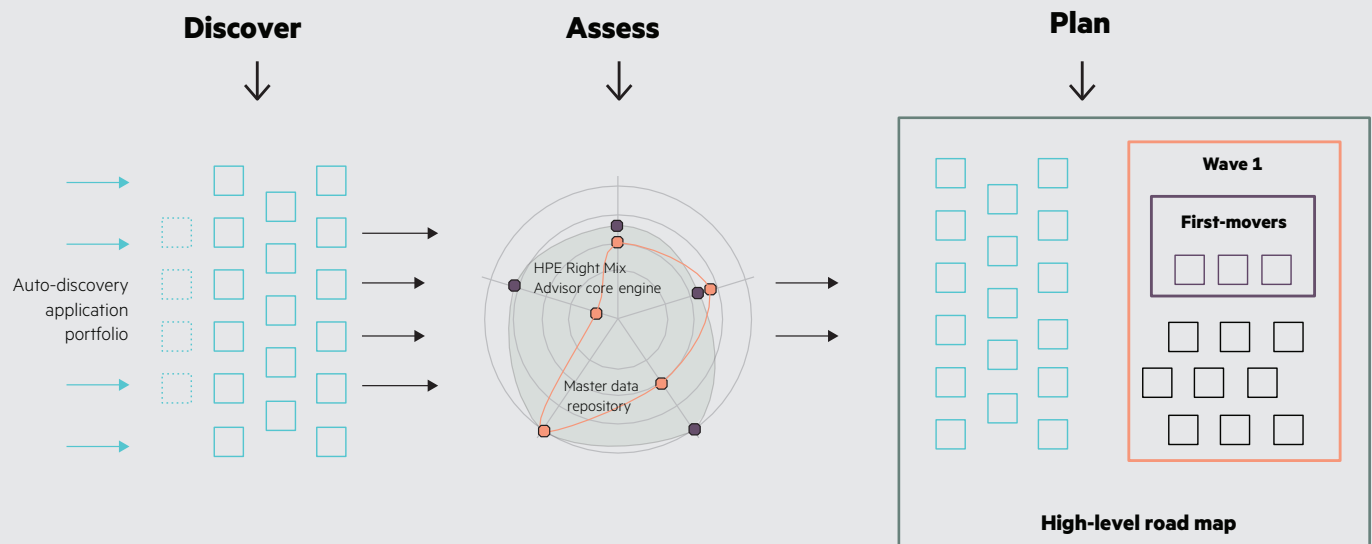 Discover
Assess
Plan
Auto-discovery
application
portfolio
HPE Right Mix
Advisor core engine
Master data
repository
Wave 1
First-movers
High-level road map